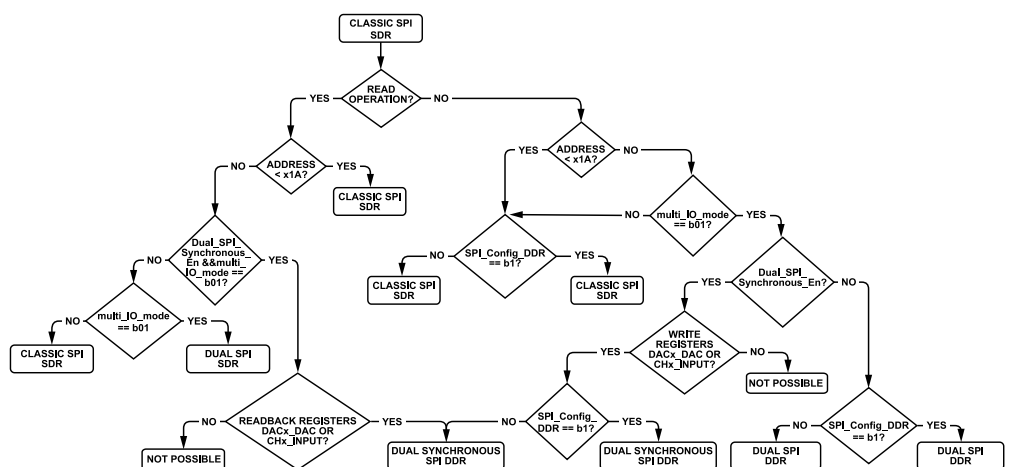 CLASSIC SPI
SDR
READ
OPERATION?
YES
NO
ADDRESS
< x1A?
NO
YES
CLASSIC SPI
SDR
ADDRESS
< x1A?
YES
NO
multi_IO_mode
== b01?
NO
YES
Dual_SPI_
Synchronous_
En &&multi_
IO_mode ==
b01?
NO
YES
SPI_Config_DDR
== b1?
NO
YES
CLASSIC SPI
SDR
CLASSIC SPI
SDR
Dual_SPI_
Synchronous_En?
YES
NO
multi_IO_mode
== b01
NO
YES
CLASSIC SPI
SDR
DUAL SPI
SDR
WRITE
REGISTERS
DACx_DAC OR
CHx_INPUT?
YES
NO
NOT POSSIBLE
READBACK REGISTERS
DACx_DAC OR
CHx_INPUT?
NO
YES
NOT POSSIBLE
SPI_Config_
DDR == b1?
NO
YES
DUAL SYNCHRONOUS
SPI DDR
DUAL SYNCHRONOUS
SPI DDR
SPI_Config_DDR
== b1?
NO
YES
DUAL SPI
DDR
DUAL SPI
DDR